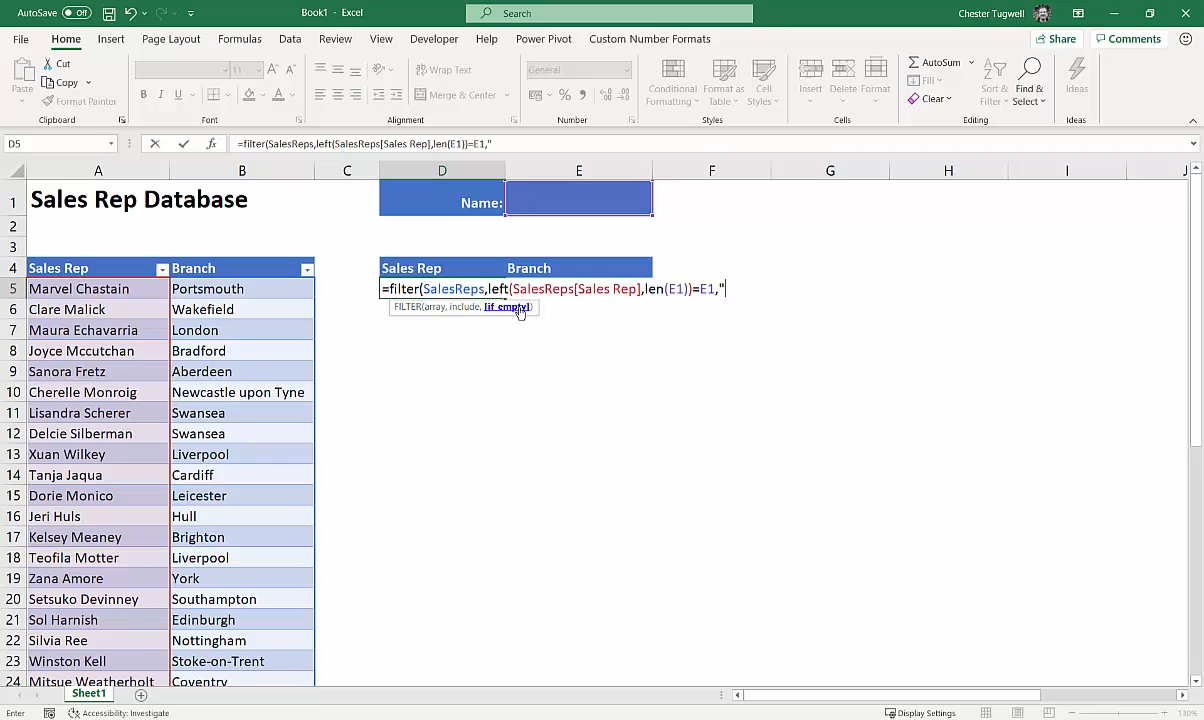 AutoSave Off Book1 - Excel Search Chester Tugwell
File Home Insert Page Layout Formulas Data Review View Developer Help Power Pivot Custom Number Formats Share Comments
Paste Cut Copy Format Painter
11 A A
B I U A
Wrap Text
Merge & Center
General
% ,
Conditional Formatting Format as Table Cell Styles
Insert Delete Format
AutoSum Fill Clear
Sort & Filter Find & Select
Ideas
Clipboard Font Alignment Number Styles Cells Editing Ideas
D5 fx =filter(SalesReps,left(SalesReps[Sales Rep],len(E1))=E1,"
A B C D E F G H I J
1 Sales Rep Database Name:
2
3
4 Sales Rep Branch Sales Rep Branch
5 Marvel Chastain Portsmouth =filter(SalesReps,left(SalesReps[Sales Rep],len(E1))=E1,"
6 Clare Malick Wakefield FILTER(array, include, [if_empty])
7 Maura Echavarria London
8 Joyce Mccutchan Bradford
9 Sanora Fretz Aberdeen
10 Cherelle Monroig Newcastle upon Tyne
11 Lisandra Scherer Swansea
12 Delcie Silberman Swansea
13 Xuan Wilkey Liverpool
14 Tanja Jaqua Cardiff
15 Dorie Monico Leicester
16 Jeri Huls Hull
17 Kelsey Meaney Brighton
18 Teofila Motter Liverpool
19 Zana Amore York
20 Setsuko Devinney Southampton
21 Sol Harnish Edinburgh
22 Silvia Ree Nottingham
23 Winston Kell Stoke-on-Trent
24 Mitsue Weatherholt Coventry
Sheet1
Enter Accessibility: Investigate Display Settings 130%